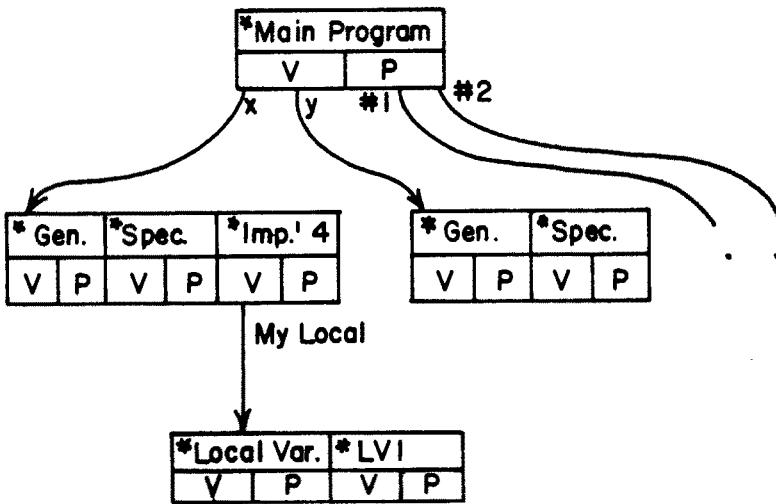 *Main Program
V P
x y #1 #2
*Gen. *Spec. *Imp.' 4
V P V P V P
*Gen. *Spec.
V P V P
My Local
*Local Var. *LV1
V P V P